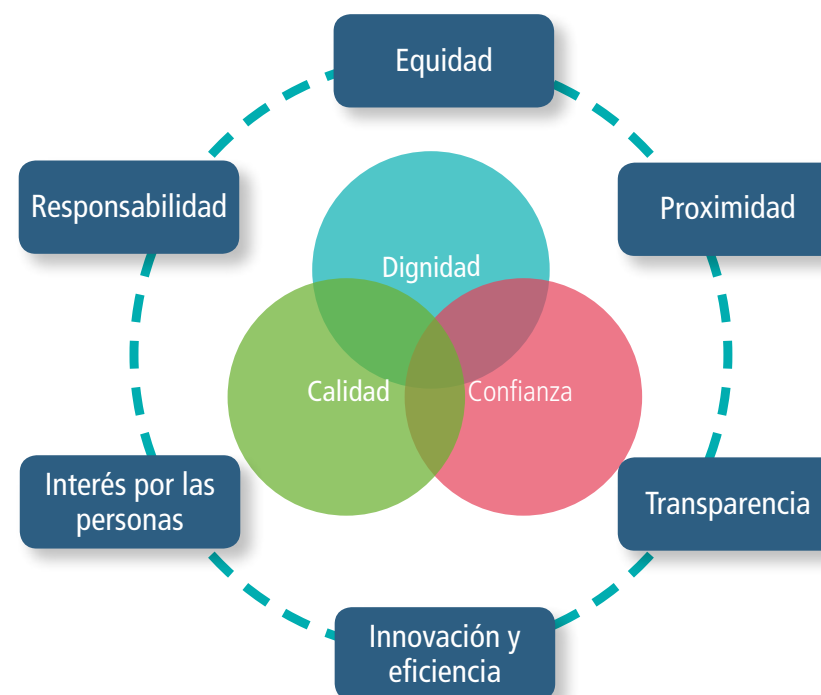 Equidad
Responsabilidad
Proximidad
Dignidad
Calidad
Confianza
Interés por las
personas
Transparencia
Innovación y
eficiencia